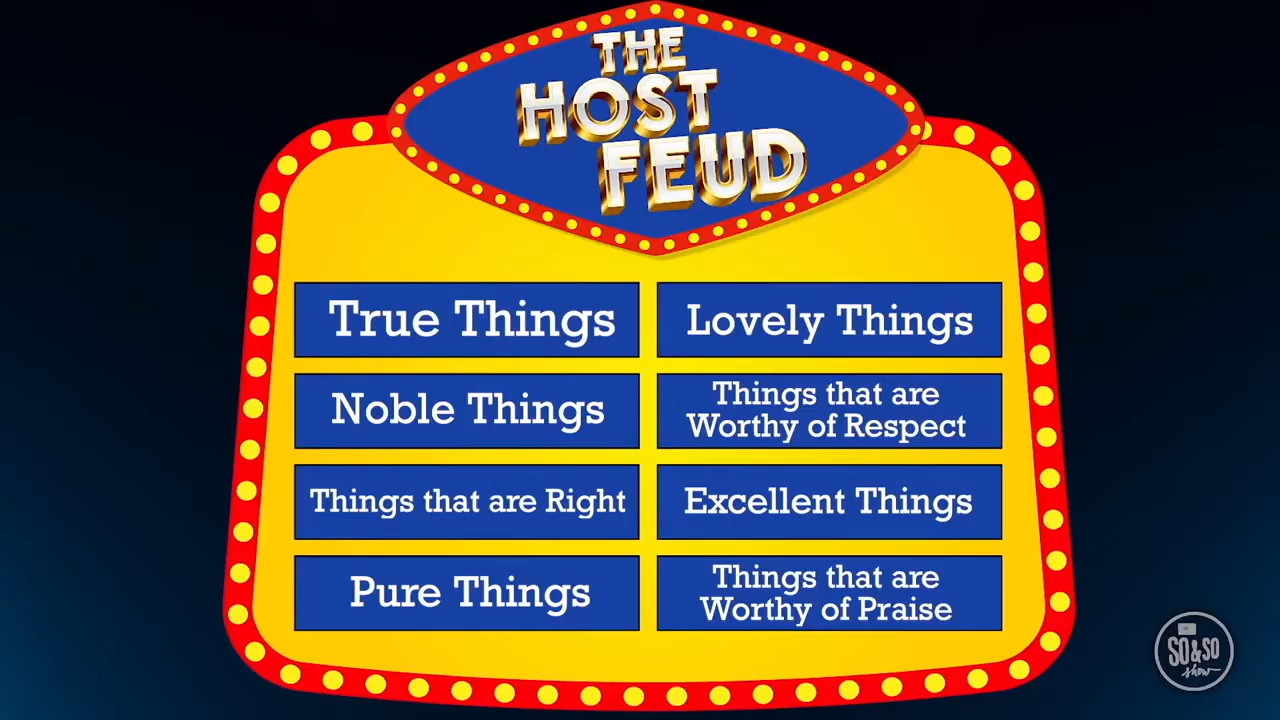 THE
HOST
FEUD
True Things
Noble Things
Things that are Right
Pure Things
Lovely Things
Things that are
Worthy of Respect
Excellent Things
Things that are
Worthy of Praise
SO&SO
show